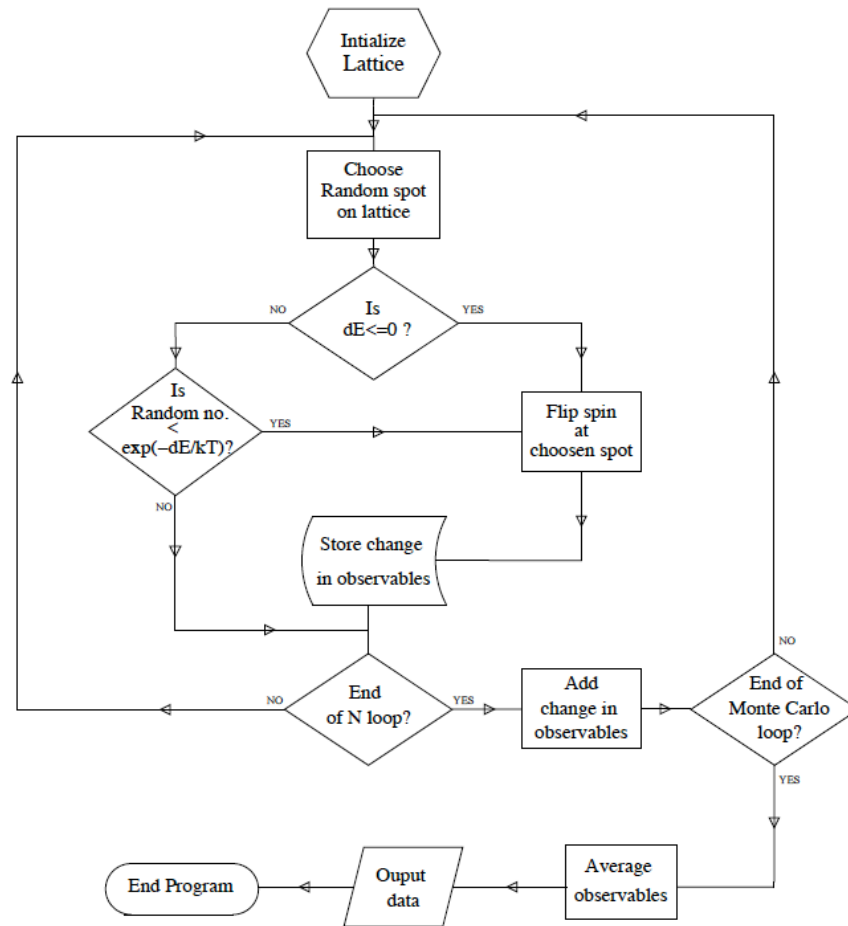 Intialize
Lattice
Choose
Random spot
on lattice
Is
dE<=0 ?
NO
YES
Is
Random no.
<
exp(−dE/kT)?
YES
NO
Flip spin
at
choosen spot
Store change
in observables
End
of N loop?
NO
YES
Add
change in
observables
End of
Monte Carlo
loop?
NO
YES
Average
observables
Ouput
data
End Program